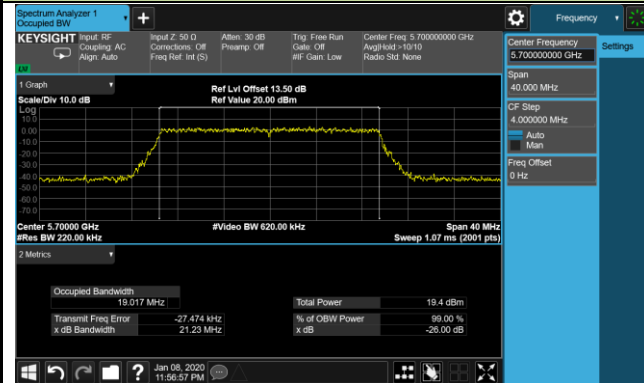 Spectrum Analyzer 1
Occupied BW
+
Frequency
KEYSIGHT
Input: RF
Coupling: AC
Align: Auto
Input Z: 50 Ω
Corrections: Off
Freq Ref: Int (S)
Atten: 30 dB
Preamp: Off
Trig: Free Run
Gate: Off
#IF Gain: Low
Center Freq: 5.700000000 GHz
Avg|Hold:>10/10
Radio Std: None
Center Frequency
5.700000000 GHz
Settings
Span
40.000 MHz
CF Step
4.000000 MHz
Auto
Man
Freq Offset
0 Hz
1 Graph
Scale/Div 10.0 dB
Ref Lvl Offset 13.50 dB
Ref Value 20.00 dBm
Log
10.0
0.00
-10.0
-20.0
-30.0
-40.0
-50.0
-60.0
-70.0
Center 5.70000 GHz
#Video BW 620.00 kHz
Span 40 MHz
#Res BW 220.00 kHz
Sweep 1.07 ms (2001 pts)
2 Metrics
Occupied Bandwidth
19.017 MHz
Total Power 19.4 dBm
Transmit Freq Error -27.474 kHz
% of OBW Power 99.00 %
x dB Bandwidth 21.23 MHz
x dB -26.00 dB
?
Jan 08, 2020
11:56:57 PM